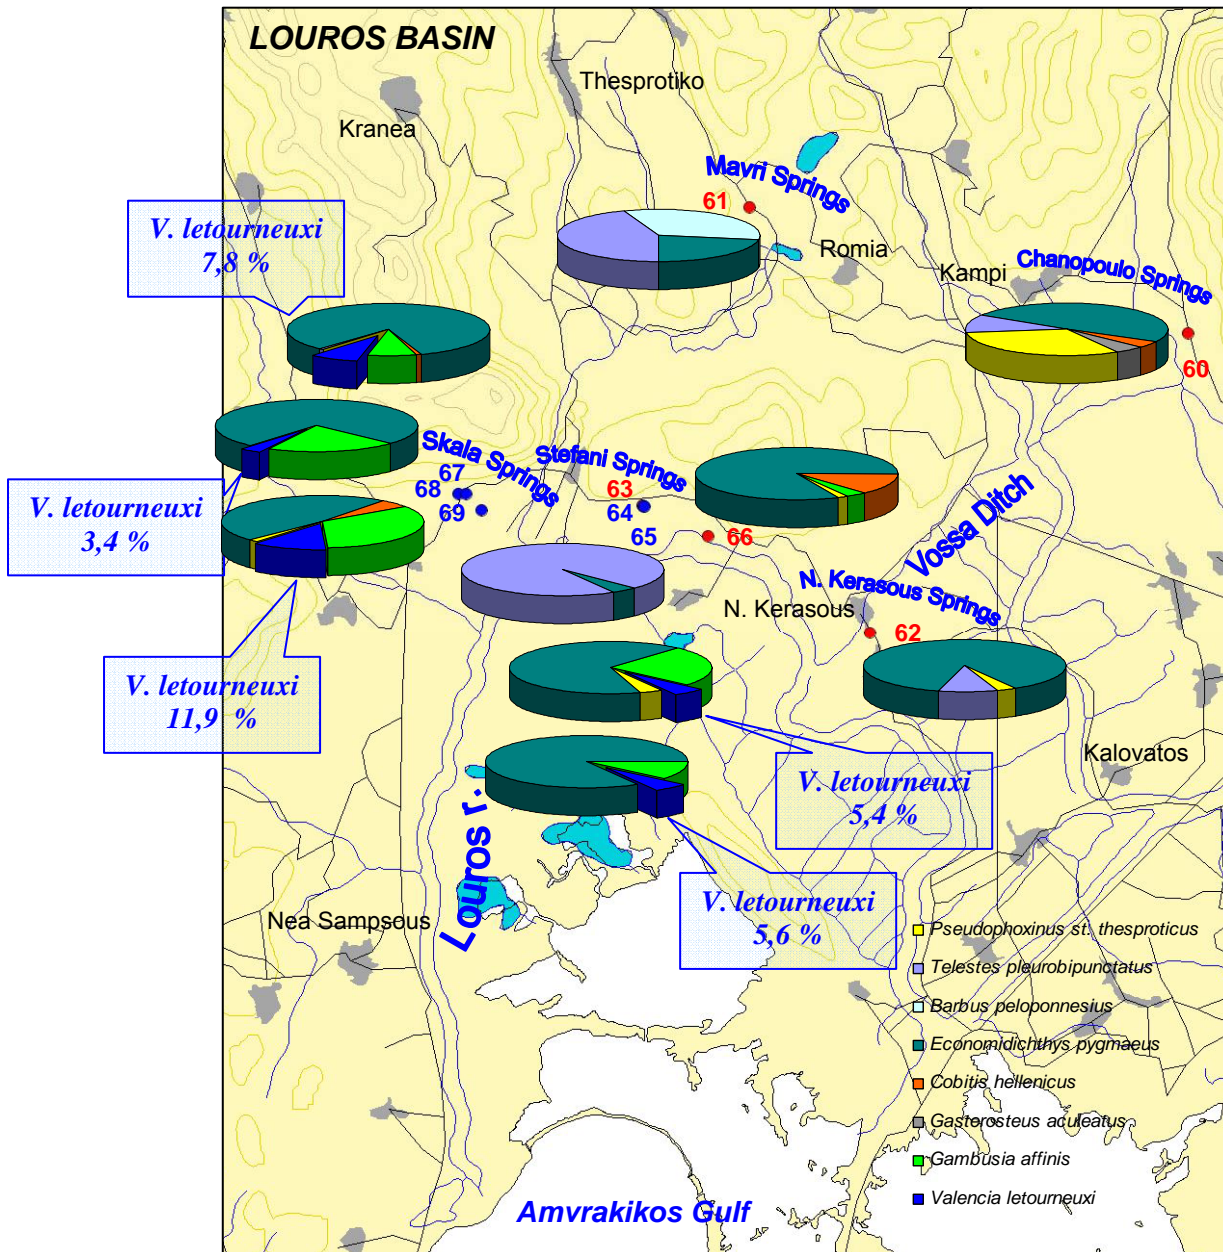 LOUROS BASIN
Thesprotiko
Kranea
Mavri Springs
61
V. letourneuxi
7,8 %
Romia
Kampi
Chanopoulo Springs
60
Skala Springs
67
68
69
Stefani Springs
63
64
65
66
V. letourneuxi
3,4 %
Vossa Ditch
N. Kerasous Springs
N. Kerasous
62
V. letourneuxi
11,9 %
Kalovatos
V. letourneuxi
5,4 %
Louros r.
V. letourneuxi
5,6 %
Nea Sampsous
Pseudophoxinus st. thesproticus
Telestes pleurobipunctatus
Barbus peloponnesius
Economidichthys pygmaeus
Cobitis hellenicus
Gasterosteus aculeatus
Gambusia affinis
Valencia letourneuxi
Amvrakikos Gulf